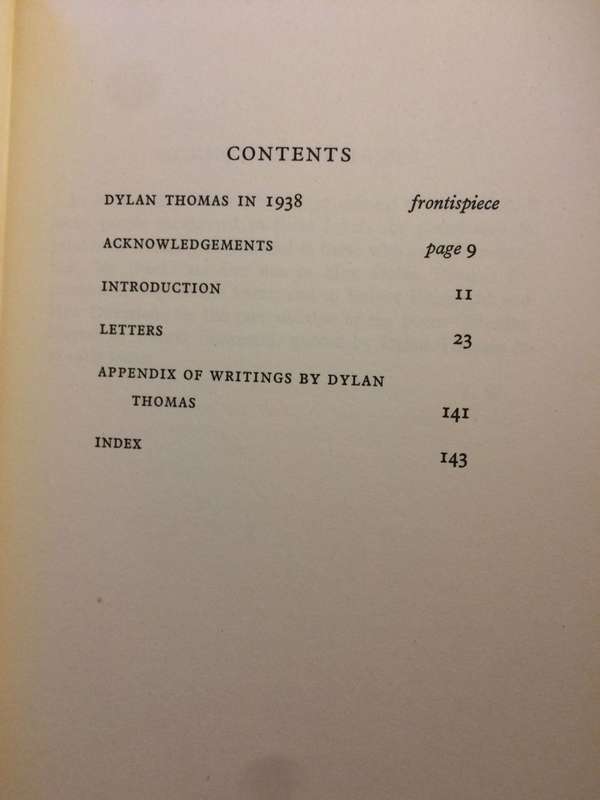 CONTENTS
DYLAN THOMAS IN 1938 frontispiece
ACKNOWLEDGEMENTS page 9
INTRODUCTION 11
LETTERS 23
APPENDIX OF WRITINGS BY DYLAN
THOMAS 141
INDEX 143